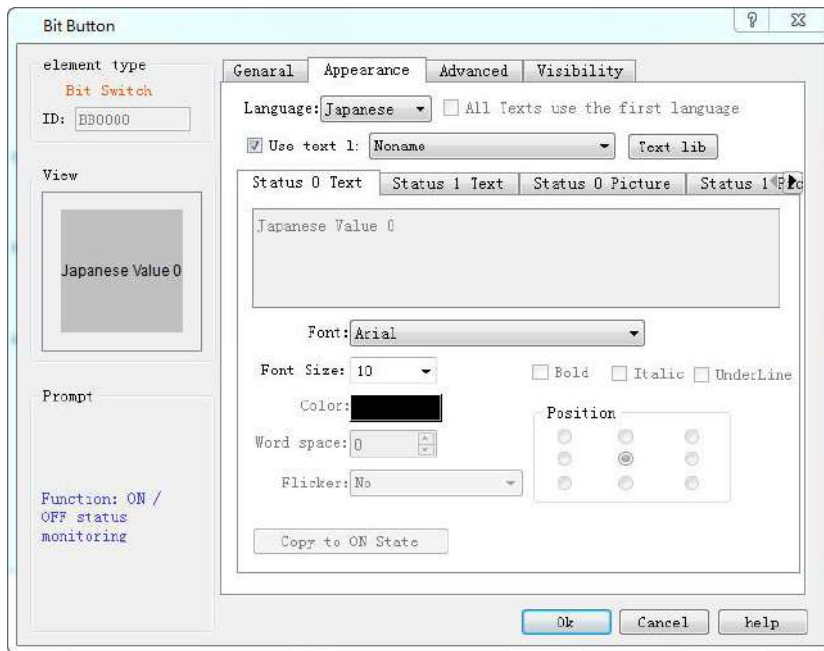 Bit Button
element type
Bit Switch
ID: BB0000
View
Japanese Value 0
Prompt
Function: ON /
OFF status
monitoring
Genaral Appearance Advanced Visibility
Language: Japanese All Texts use the first language
Use text l: Noname Text lib
Status 0 Text Status 1 Text Status 0 Picture Status 1
Japanese Value 0
Font: Arial
Font Size: 10 Bold Italic UnderLine
Color:
Word space: 0
Flicker: No
Position
Copy to ON State
Ok Cancel help